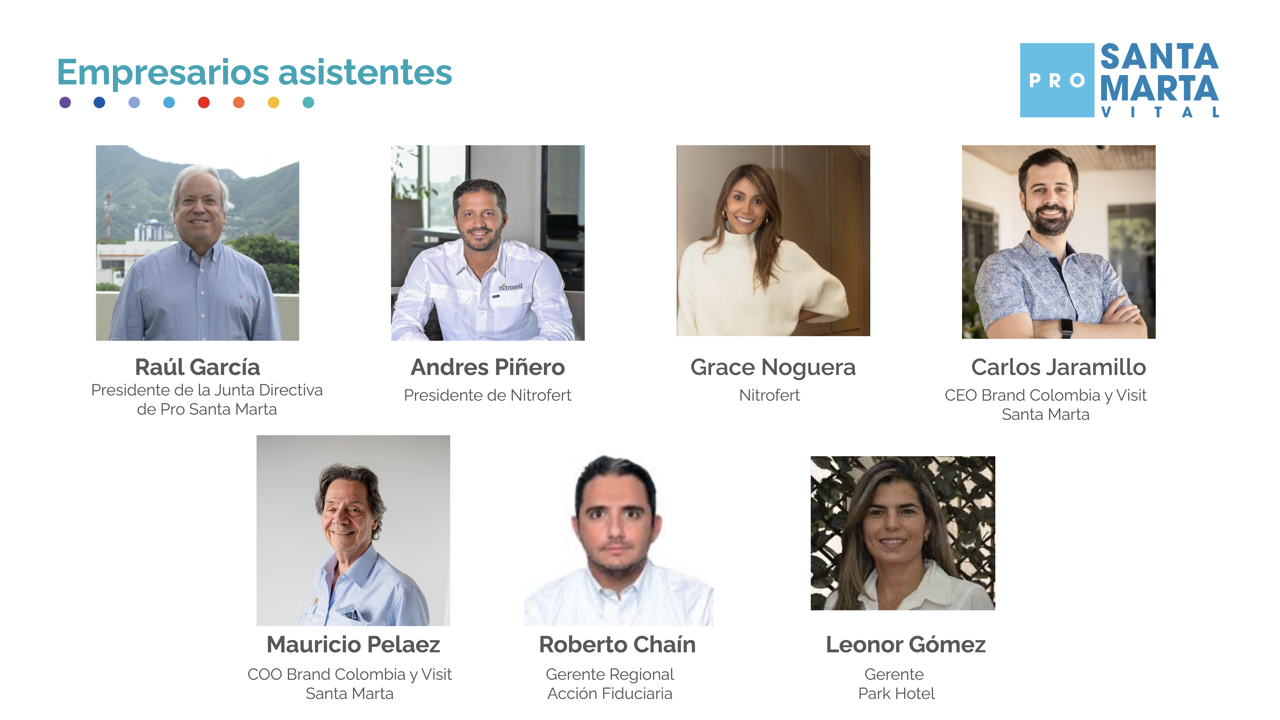 Empresarios asistentes
PRO
SANTA
MARTA
VITAL
nitrosoil
Raúl García
Presidente de la Junta Directiva
de Pro Santa Marta
Andres Piñero
Presidente de Nitrofert
Grace Noguera
Nitrofert
Carlos Jaramillo
CEO Brand Colombia y Visit
Santa Marta
Mauricio Pelaez
COO Brand Colombia y Visit
Santa Marta
Roberto Chaín
Gerente Regional
Acción Fiduciaria
Leonor Gómez
Gerente
Park Hotel